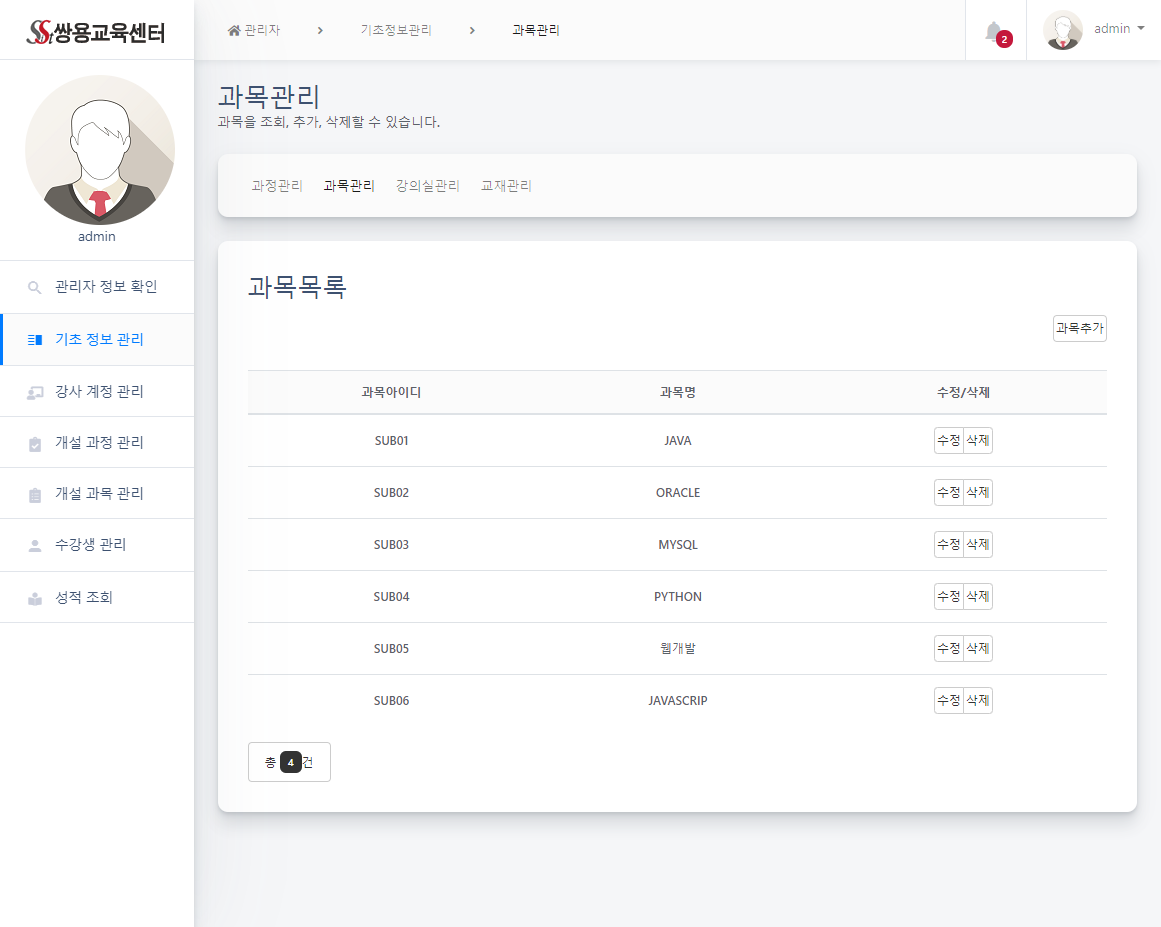 SSt쌍용교육센터
관리자 > 기초정보관리 > 과목관리
2
admin
admin
관리자 정보 확인
기초 정보 관리
강사 계정 관리
개설 과정 관리
개설 과목 관리
수강생 관리
성적 조회
과목관리
과목을 조회, 추가, 삭제할 수 있습니다.
과정관리 과목관리 강의실관리 교재관리
과목목록
과목추가
과목아이디 과목명 수정/삭제
SUB01 JAVA 수정 삭제
SUB02 ORACLE 수정 삭제
SUB03 MYSQL 수정 삭제
SUB04 PYTHON 수정 삭제
SUB05 웹개발 수정 삭제
SUB06 JAVASCRIP 수정 삭제
총 4 건